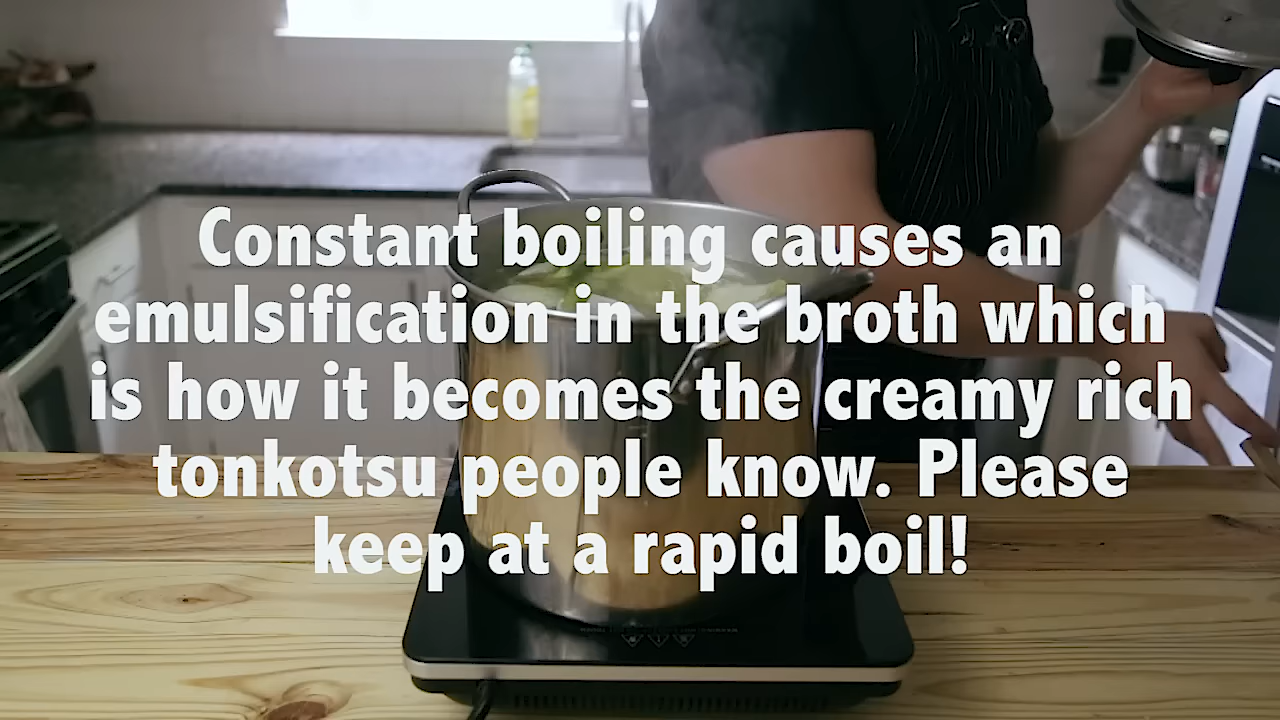 Constant boiling causes an
emulsification in the broth which
is how it becomes the creamy rich
tonkotsu people know. Please
keep at a rapid boil!